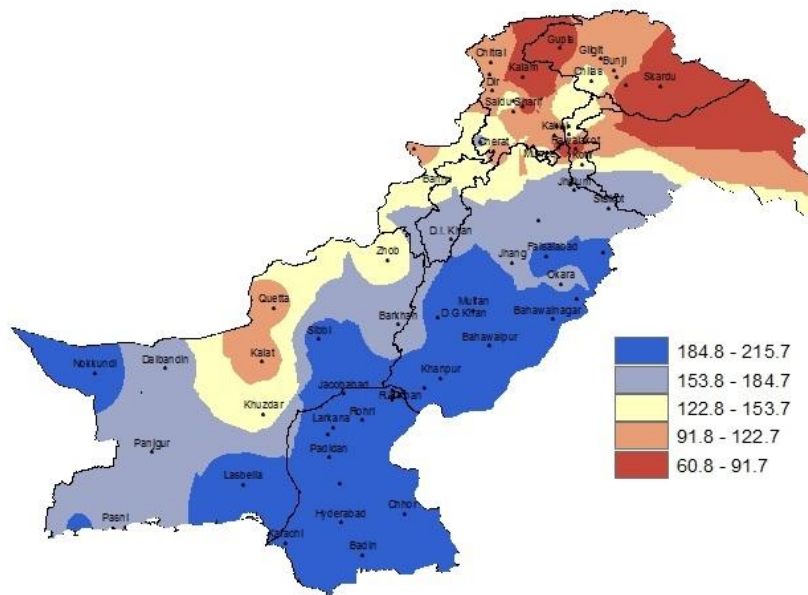 Gupis
Chitral
Gilgit
Bunji
Kalam
Chilas
Skardu
Dir
Saidu Sharif
Kakul
Cherat
Bannu
Jhelum
Sialkot
D.I. Khan
Zhob
Jhang
Faisalabad
Okara
Quetta
Multan
D G Khan
Bahawalnagar
Barkhan
Sibbi
Bahawalpur
Kalat
Nokkundi
Dalbandin
Khanpur
Jacobabad
Khuzdar
Rohri
Larkana
Panjgur
Padidan
Lasbella
Chhor
Hyderabad
Pasni
Karachi
Badin
184.8 - 215.7
153.8 - 184.7
122.8 - 153.7
91.8 - 122.7
60.8 - 91.7